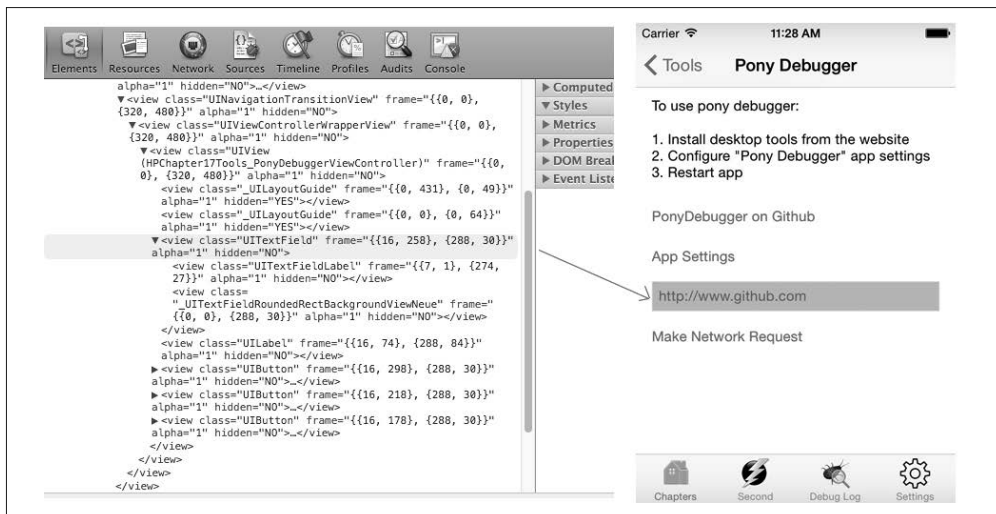 Elements Resources Network Sources Timeline Profiles Audits Console
alpha="1" hidden="NO">…</view>
▼<view class="UINavigationTransitionView" frame="{{0, 0},
{320, 480}}" alpha="1" hidden="NO">
▼<view class="UIViewControllerWrapperView" frame="{{0, 0},
{320, 480}}" alpha="1" hidden="NO">
▼<view class="UIView
(HPChapter17Tools_PonyDebuggerViewController)" frame="{{0,
0}, {320, 480}}" alpha="1" hidden="NO">
<view class="_UILayoutGuide" frame="{{0, 431}, {0, 49}}"
alpha="1" hidden="YES"></view>
<view class="_UILayoutGuide" frame="{{0, 0}, {0, 64}}"
alpha="1" hidden="YES"></view>
▼<view class="UITextField" frame="{{16, 258}, {288, 30}}"
alpha="1" hidden="NO">
<view class="UITextFieldLabel" frame="{{7, 1}, {274,
27}}" alpha="1" hidden="NO"></view>
<view class=
"_UITextFieldRoundedRectBackgroundViewNeue" frame="
{{0, 0}, {288, 30}}" alpha="1" hidden="NO"></view>
</view>
<view class="UILabel" frame="{{16, 74}, {288, 84}}"
alpha="1" hidden="NO"></view>
▶<view class="UIButton" frame="{{16, 298}, {288, 30}}"
alpha="1" hidden="NO">…</view>
▶<view class="UIButton" frame="{{16, 218}, {288, 30}}"
alpha="1" hidden="NO">…</view>
▶<view class="UIButton" frame="{{16, 178}, {288, 30}}"
alpha="1" hidden="NO">…</view>
</view>
</view>
</view>
</view>
▶ Computed
▼ Styles
▶ Metrics
▶ Properties
▶ DOM Break
▶ Event Liste
Carrier 11:28 AM
Tools Pony Debugger
To use pony debugger:
1. Install desktop tools from the website
2. Configure "Pony Debugger" app settings
3. Restart app
PonyDebugger on Github
App Settings
http://www.github.com
Make Network Request
Chapters Second Debug Log Settings